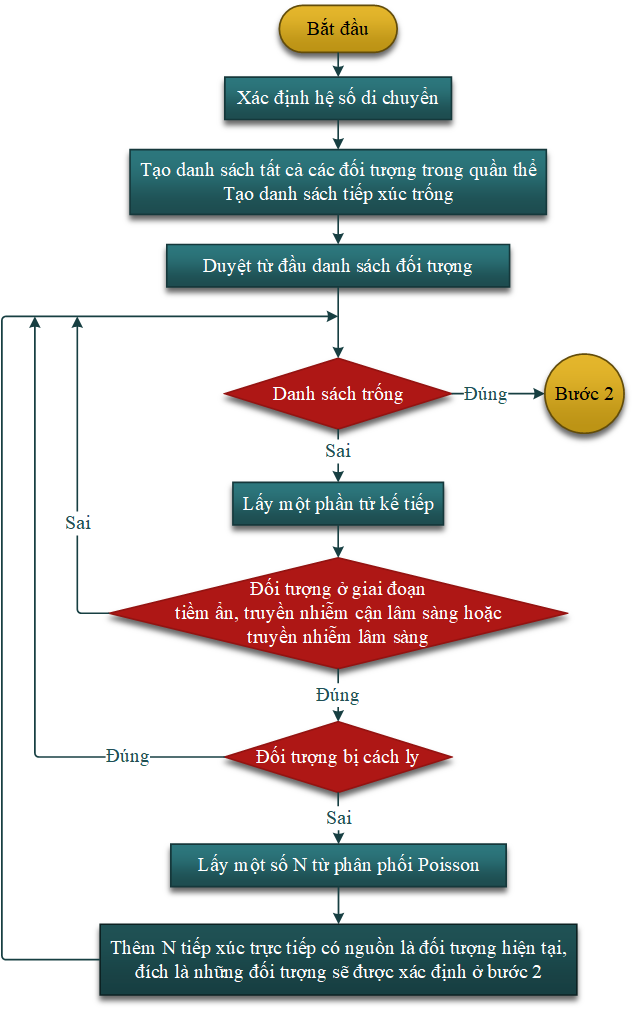 Bắt đầu
Xác định hệ số di chuyển
Tạo danh sách tất cả các đối tượng trong quần thể
Tạo danh sách tiếp xúc trống
Duyệt từ đầu danh sách đối tượng
Danh sách trống
Đúng
Bước 2
Sai
Lấy một phần tử kế tiếp
Sai
Đối tượng ở giai đoạn
tiềm ẩn, truyền nhiễm cận lâm sàng hoặc
truyền nhiễm lâm sàng
Đúng
Đúng
Đối tượng bị cách ly
Sai
Lấy một số N từ phân phối Poisson
Thêm N tiếp xúc trực tiếp có nguồn là đối tượng hiện tại,
đích là những đối tượng sẽ được xác định ở bước 2